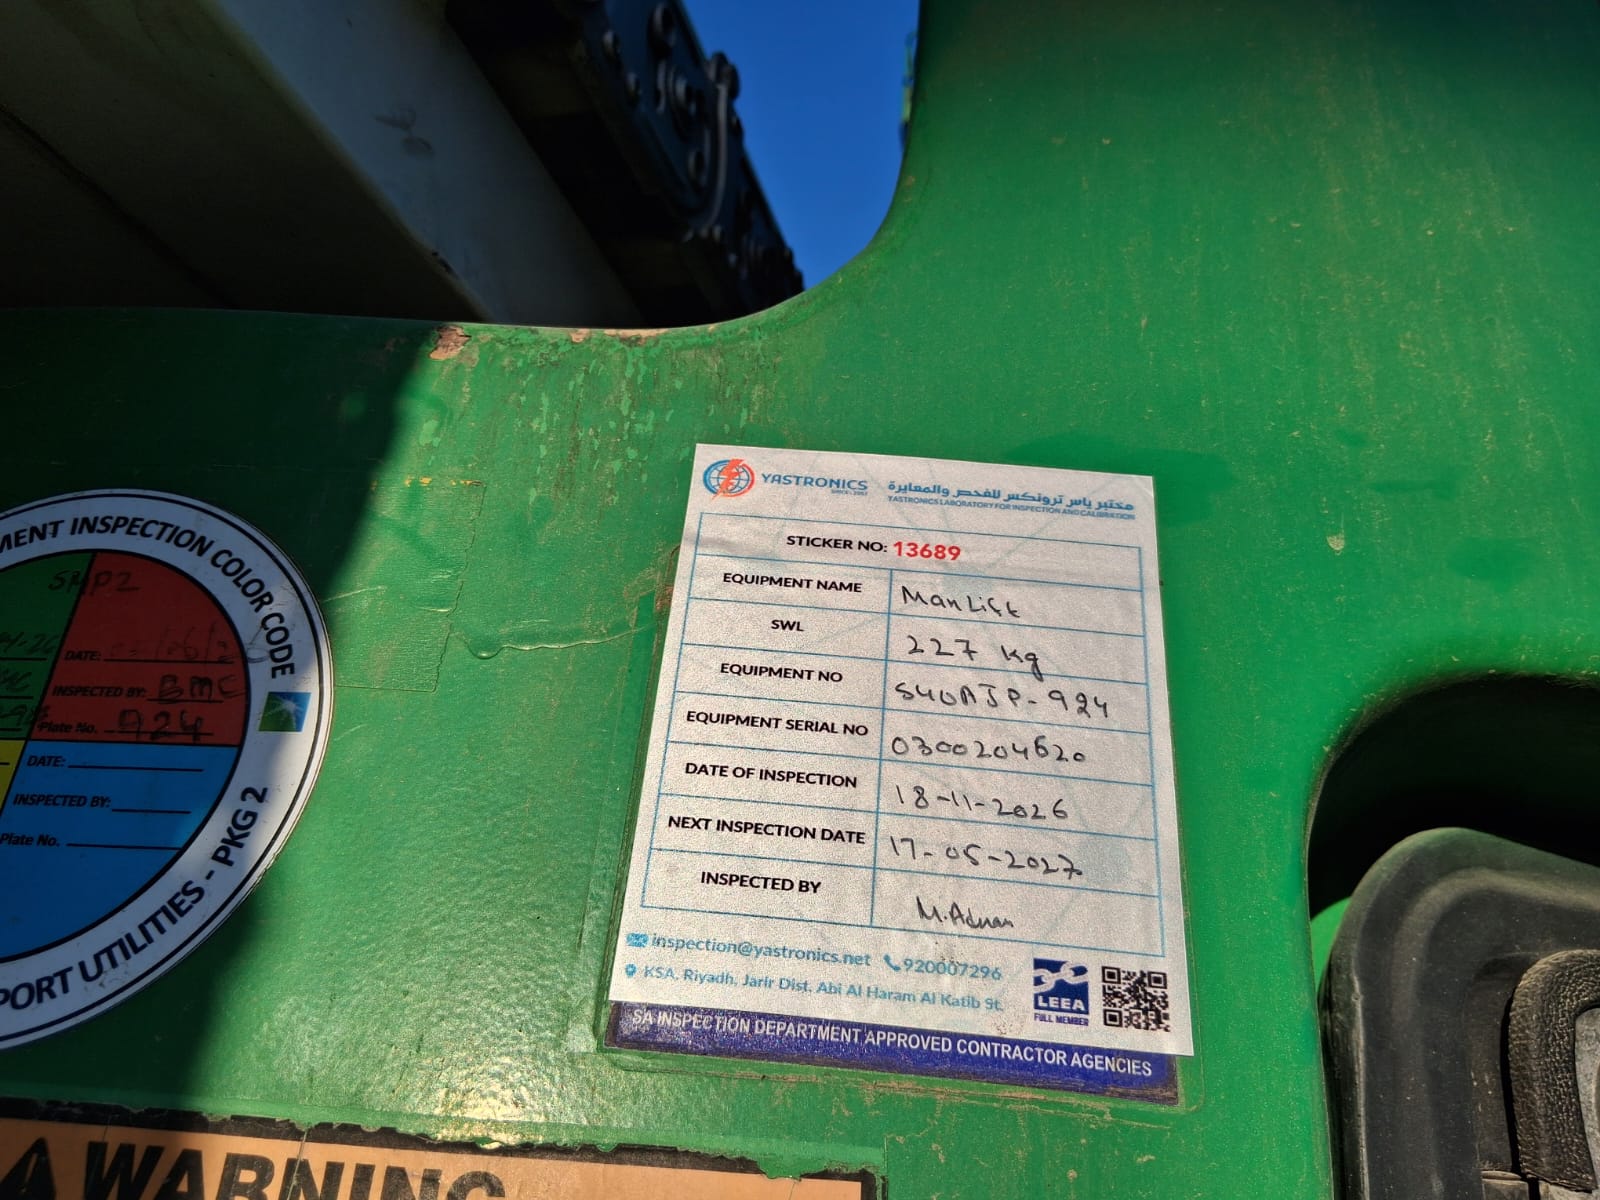 YASTRONICS
SINCE : 2007
مختبر ياس ترونكس للفحص والمعايرة
YASTRONICS LABORATORY FOR INSPECTION AND CALIBRATION
STICKER NO: 13689
EQUIPMENT NAME Man Lift
SWL 227 kg
EQUIPMENT NO S40AJP-924
EQUIPMENT SERIAL NO 0300204620
DATE OF INSPECTION 18-11-2026
NEXT INSPECTION DATE 17-05-2027
INSPECTED BY M.Adnan
inspection@yastronics.net 920007296
KSA, Riyadh, Jarir Dist. Abi Al Haram Al Katib St.
LEEA
FULL MEMBER
SA INSPECTION DEPARTMENT APPROVED CONTRACTOR AGENCIES
MENT INSPECTION COLOR CODE
PORT UTILITIES - PKG 2
SMP2
DATE:
INSPECTED BY: BMC
Plate No. 924
DATE:
INSPECTED BY:
Plate No.
WARNING